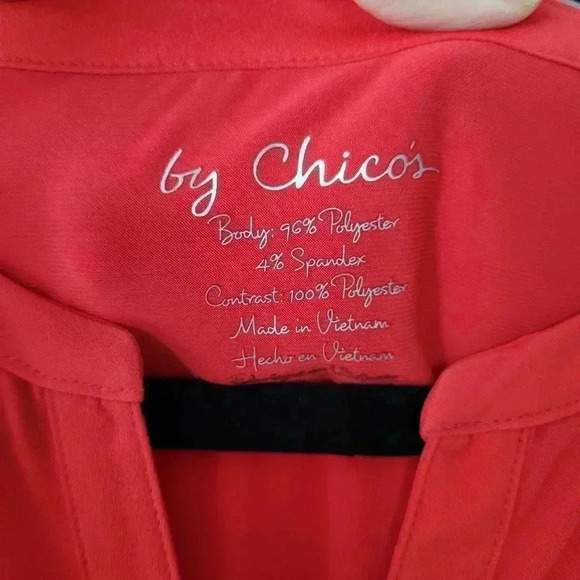 by Chico's
Body: 96% Polyester
4% Spandex
Contrast: 100% Polyester
Made in Vietnam
Hecho en Vietnam